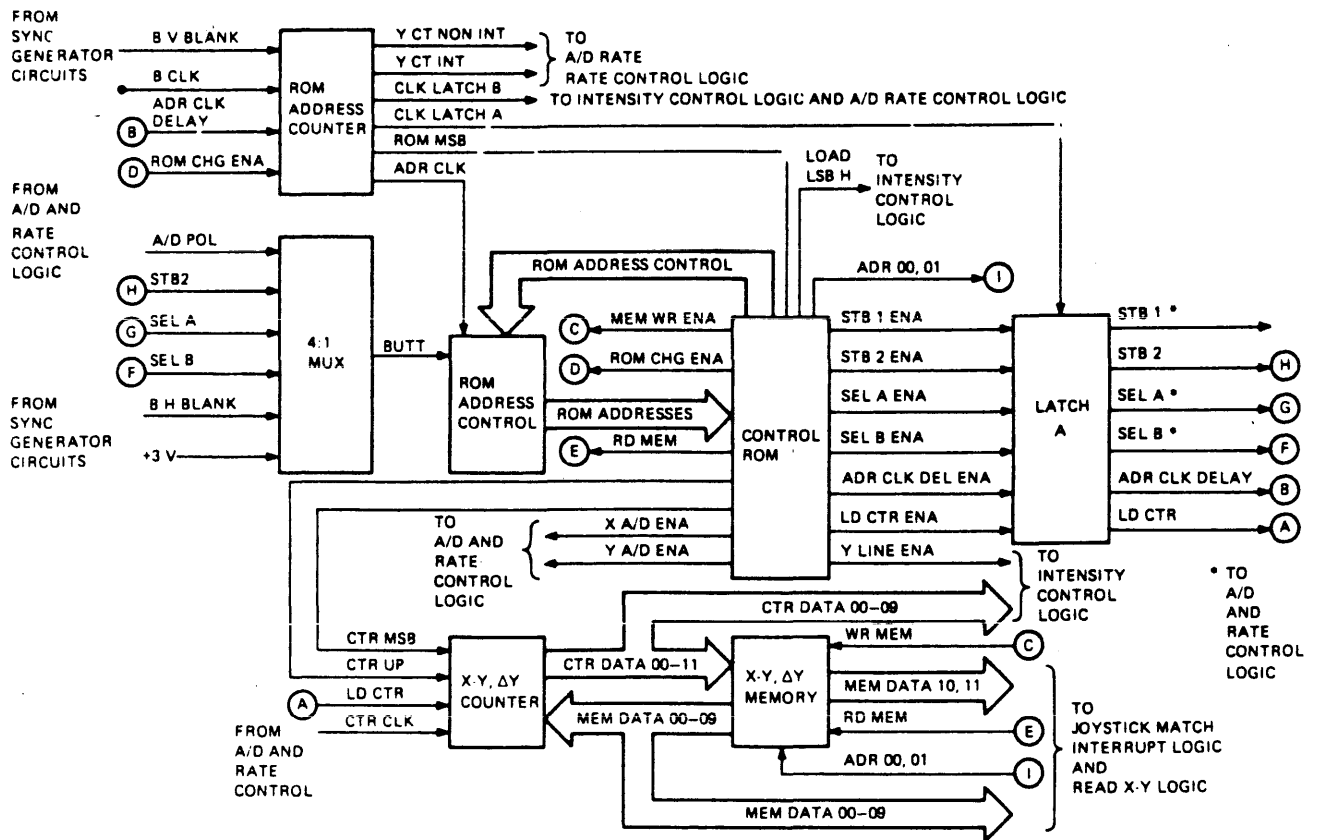 FROM
SYNC
GENERATOR
CIRCUITS
B V BLANK
B CLK
ADR CLK
DELAY
B
D
ROM CHG ENA
ROM
ADDRESS
COUNTER
Y CT NON INT
Y CT INT
TO
A/D RATE
RATE CONTROL LOGIC
CLK LATCH B
TO INTENSITY CONTROL LOGIC AND A/D RATE CONTROL LOGIC
CLK LATCH A
ROM MSB
ADR CLK
LOAD
LSB H
TO
INTENSITY
CONTROL
LOGIC
FROM
A/D AND
RATE
CONTROL
LOGIC
A/D POL
H
STB2
G
SEL A
F
SEL B
FROM
SYNC
GENERATOR
CIRCUITS
B H BLANK
+3 V
4:1
MUX
BUTT
ROM ADDRESS CONTROL
ROM
ADDRESS
CONTROL
ADR 00, 01
I
C
MEM WR ENA
D
ROM CHG ENA
ROM ADDRESSES
E
RD MEM
CONTROL
ROM
STB 1 ENA
STB 2 ENA
SEL A ENA
SEL B ENA
ADR CLK DEL ENA
LD CTR ENA
Y LINE ENA
LATCH
A
STB 1 *
STB 2
H
SEL A *
G
SEL B *
F
ADR CLK DELAY
B
LD CTR
A
TO
A/D AND
RATE
CONTROL
LOGIC
X A/D ENA
Y A/D ENA
TO
INTENSITY
CONTROL
LOGIC
* TO
A/D
AND
RATE
CONTROL
LOGIC
CTR DATA 00-09
CTR MSB
CTR UP
A
LD CTR
CTR CLK
FROM
A/D AND
RATE
CONTROL
X-Y, ΔY
COUNTER
CTR DATA 00-11
MEM DATA 00-09
X-Y, ΔY
MEMORY
WR MEM
C
MEM DATA 10, 11
RD MEM
E
ADR 00, 01
I
MEM DATA 00-09
TO
JOYSTICK MATCH
INTERRUPT LOGIC
AND
READ X-Y LOGIC